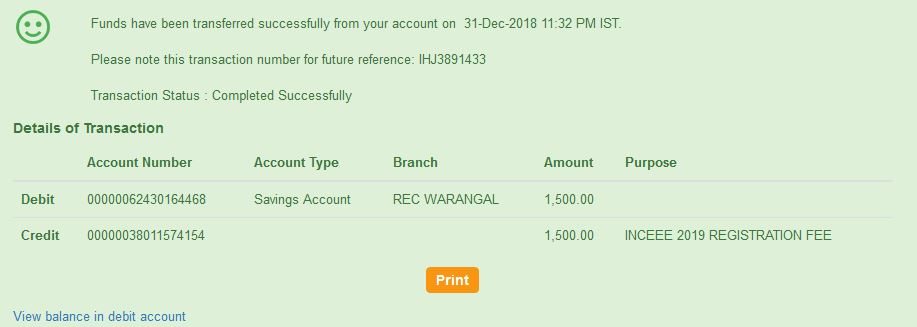 Funds have been transferred successfully from your account on 31-Dec-2018 11:32 PM IST.
Please note this transaction number for future reference: IHJ3891433
Transaction Status : Completed Successfully
Details of Transaction
Account Number Account Type Branch Amount Purpose
Debit 00000062430164468 Savings Account REC WARANGAL 1,500.00
Credit 00000038011574154 1,500.00 INCEEE 2019 REGISTRATION FEE
Print
View balance in debit account